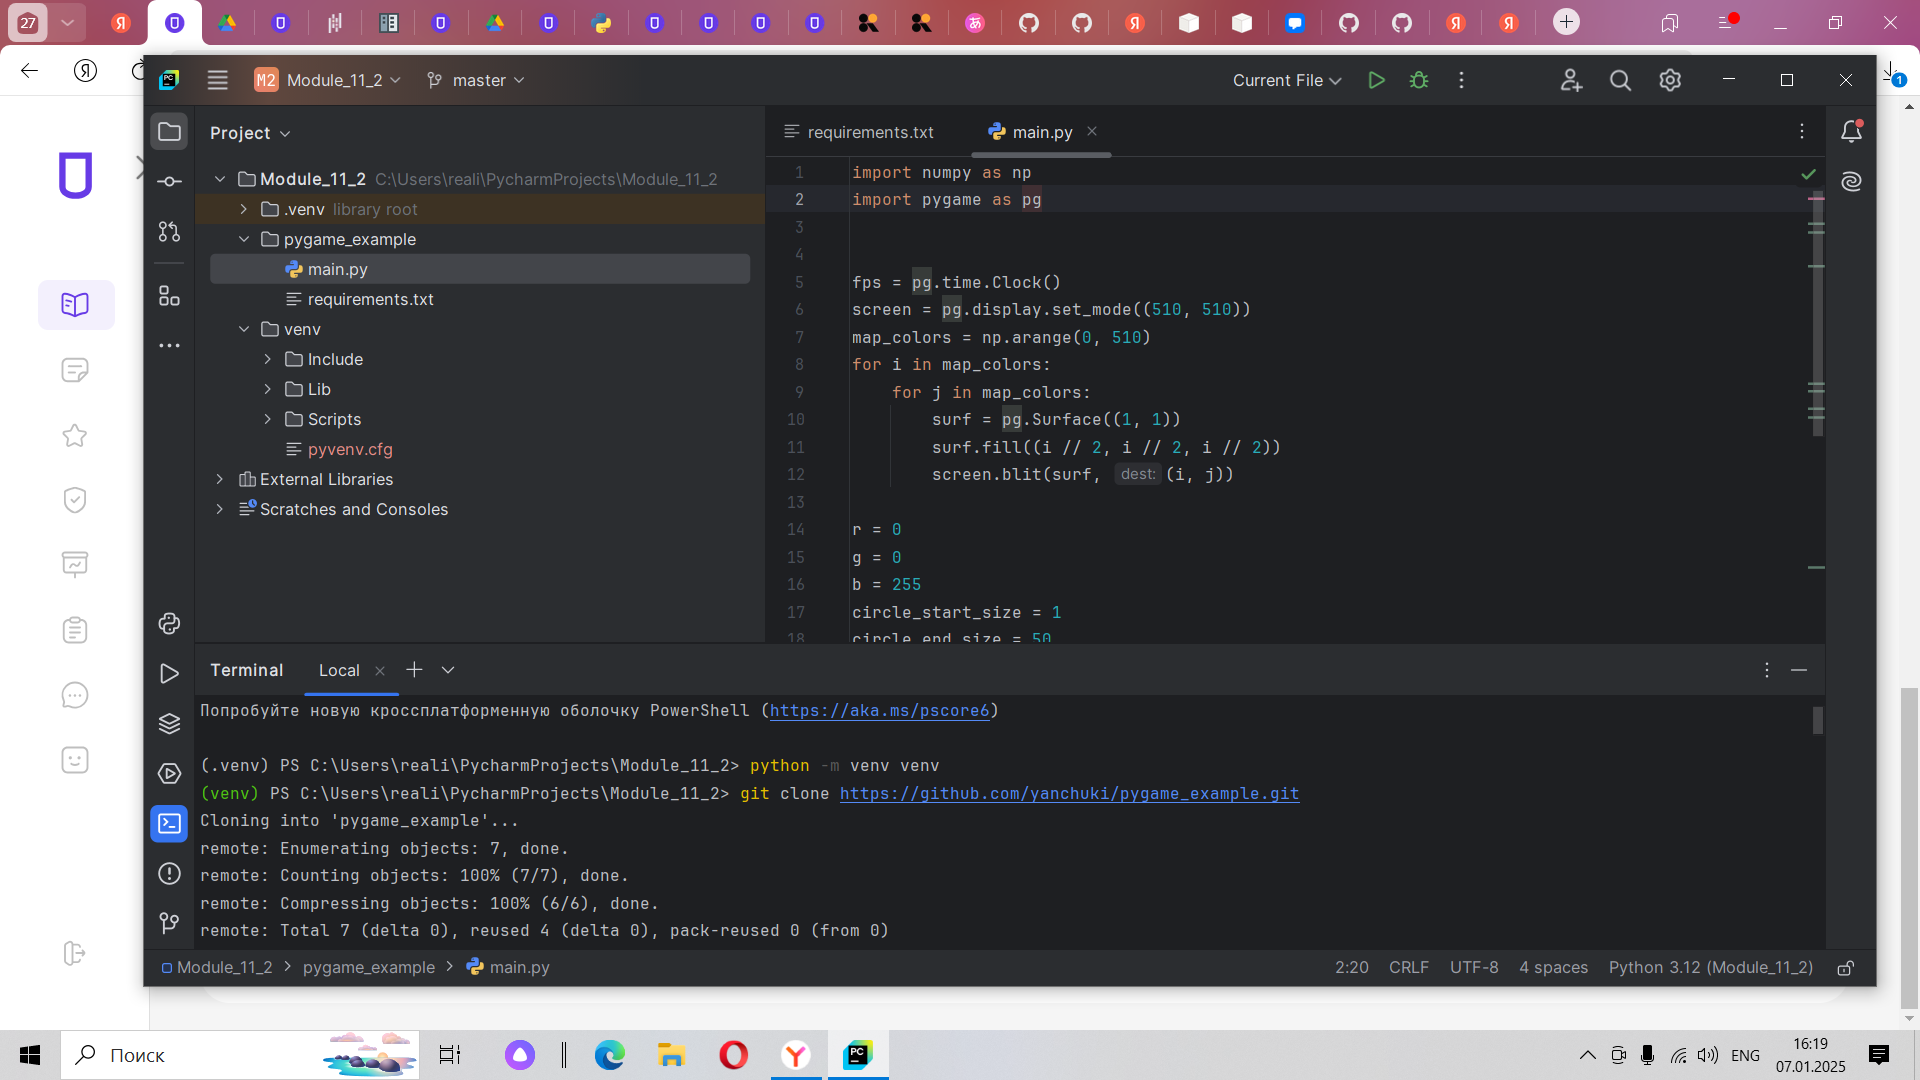 27
M2 Module_11_2
master
Current File
1
Project
requirements.txt
main.py
Module_11_2 C:\Users\reali\PycharmProjects\Module_11_2
.venv library root
pygame_example
main.py
requirements.txt
venv
Include
Lib
Scripts
pyvenv.cfg
External Libraries
Scratches and Consoles
1 import numpy as np
2 import pygame as pg
3
4
5 fps = pg.time.Clock()
6 screen = pg.display.set_mode((510, 510))
7 map_colors = np.arange(0, 510)
8 for i in map_colors:
9 for j in map_colors:
10 surf = pg.Surface((1, 1))
11 surf.fill((i // 2, i // 2, i // 2))
12 screen.blit(surf, dest: (i, j))
13
14 r = 0
15 g = 0
16 b = 255
17 circle_start_size = 1
18 circle_end_size = 50
Terminal Local
Попробуйте новую кроссплатформенную оболочку PowerShell (https://aka.ms/pscore6)
(.venv) PS C:\Users\reali\PycharmProjects\Module_11_2> python -m venv venv
(venv) PS C:\Users\reali\PycharmProjects\Module_11_2> git clone https://github.com/yanchuki/pygame_example.git
Cloning into 'pygame_example'...
remote: Enumerating objects: 7, done.
remote: Counting objects: 100% (7/7), done.
remote: Compressing objects: 100% (6/6), done.
remote: Total 7 (delta 0), reused 4 (delta 0), pack-reused 0 (from 0)
Module_11_2 > pygame_example > main.py
2:20 CRLF UTF-8 4 spaces Python 3.12 (Module_11_2)
Поиск
ENG
16:19
07.01.2025